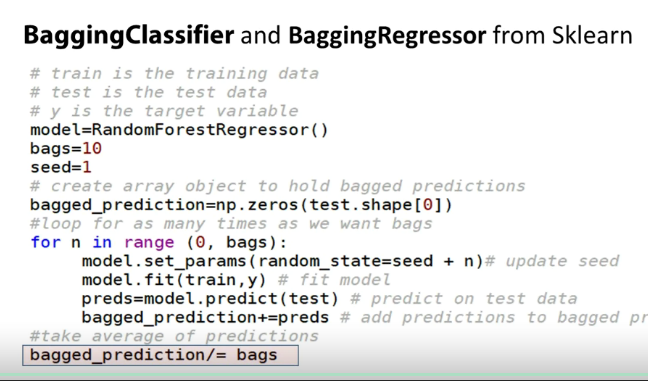 BaggingClassifier and BaggingRegressor from Sklearn
# train is the training data
# test is the test data
# y is the target variable
model=RandomForestRegressor()
bags=10
seed=1
# create array object to hold bagged predictions
bagged_prediction=np.zeros(test.shape[0])
#loop for as many times as we want bags
for n in range (0, bags):
model.set_params(random_state=seed + n)# update seed
model.fit(train,y) # fit model
preds=model.predict(test) # predict on test data
bagged_prediction+=preds # add predictions to bagged pr
#take average of predictions
bagged_prediction/= bags